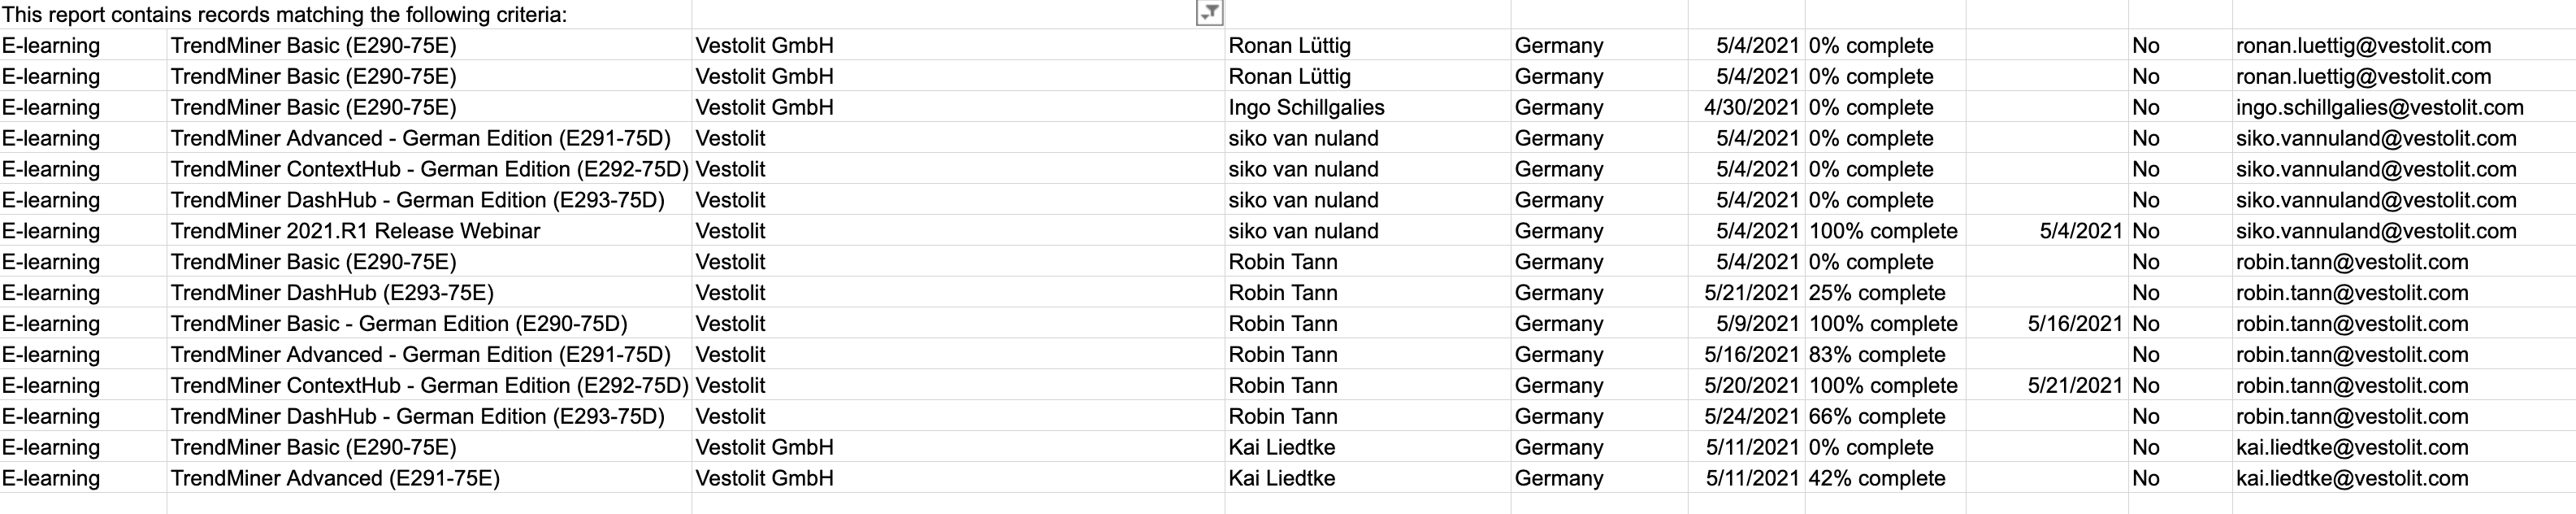 This report contains records matching the following criteria:
E-learning TrendMiner Basic (E290-75E) Vestolit GmbH Ronan Lüttig Germany 5/4/2021 0% complete No ronan.luettig@vestolit.com
E-learning TrendMiner Basic (E290-75E) Vestolit GmbH Ronan Lüttig Germany 5/4/2021 0% complete No ronan.luettig@vestolit.com
E-learning TrendMiner Basic (E290-75E) Vestolit GmbH Ingo Schillgalies Germany 4/30/2021 0% complete No ingo.schillgalies@vestolit.com
E-learning TrendMiner Advanced - German Edition (E291-75D) Vestolit siko van nuland Germany 5/4/2021 0% complete No siko.vannuland@vestolit.com
E-learning TrendMiner ContextHub - German Edition (E292-75D) Vestolit siko van nuland Germany 5/4/2021 0% complete No siko.vannuland@vestolit.com
E-learning TrendMiner DashHub - German Edition (E293-75D) Vestolit siko van nuland Germany 5/4/2021 0% complete No siko.vannuland@vestolit.com
E-learning TrendMiner 2021.R1 Release Webinar Vestolit siko van nuland Germany 5/4/2021 100% complete 5/4/2021 No siko.vannuland@vestolit.com
E-learning TrendMiner Basic (E290-75E) Vestolit Robin Tann Germany 5/4/2021 0% complete No robin.tann@vestolit.com
E-learning TrendMiner DashHub (E293-75E) Vestolit Robin Tann Germany 5/21/2021 25% complete No robin.tann@vestolit.com
E-learning TrendMiner Basic - German Edition (E290-75D) Vestolit Robin Tann Germany 5/9/2021 100% complete 5/16/2021 No robin.tann@vestolit.com
E-learning TrendMiner Advanced - German Edition (E291-75D) Vestolit Robin Tann Germany 5/16/2021 83% complete No robin.tann@vestolit.com
E-learning TrendMiner ContextHub - German Edition (E292-75D) Vestolit Robin Tann Germany 5/20/2021 100% complete 5/21/2021 No robin.tann@vestolit.com
E-learning TrendMiner DashHub - German Edition (E293-75D) Vestolit Robin Tann Germany 5/24/2021 66% complete No robin.tann@vestolit.com
E-learning TrendMiner Basic (E290-75E) Vestolit GmbH Kai Liedtke Germany 5/11/2021 0% complete No kai.liedtke@vestolit.com
E-learning TrendMiner Advanced (E291-75E) Vestolit GmbH Kai Liedtke Germany 5/11/2021 42% complete No kai.liedtke@vestolit.com